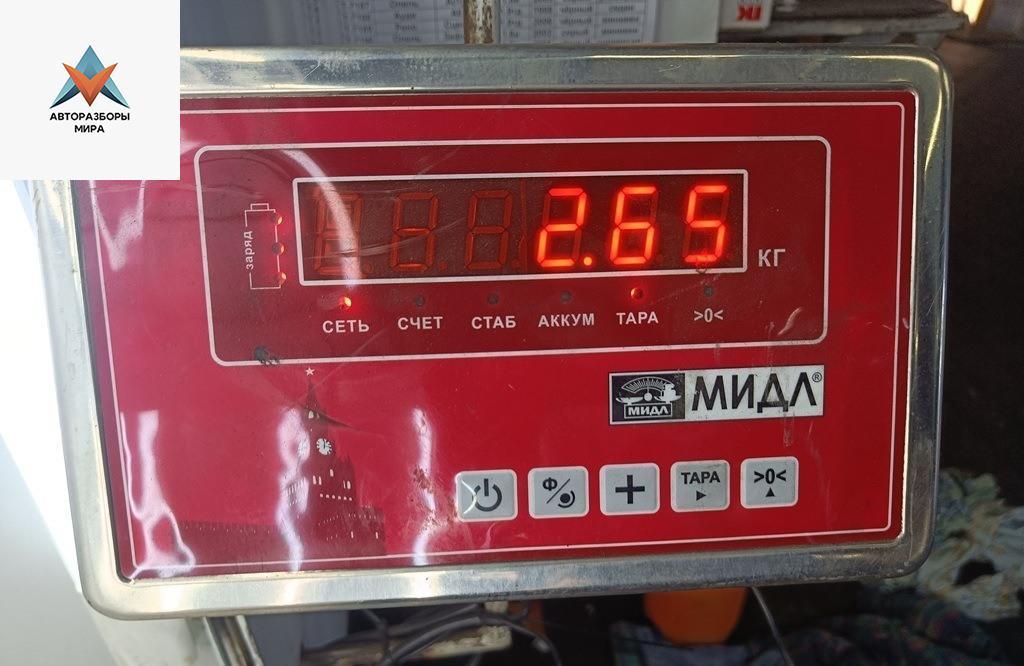 АВТОРАЗБОРЫ
МИРА
заряд
2.65
КГ
СЕТЬ СЧЕТ СТАБ АККУМ ТАРА >0<
МИДЛ МИДЛ®
Ф ТАРА >0<